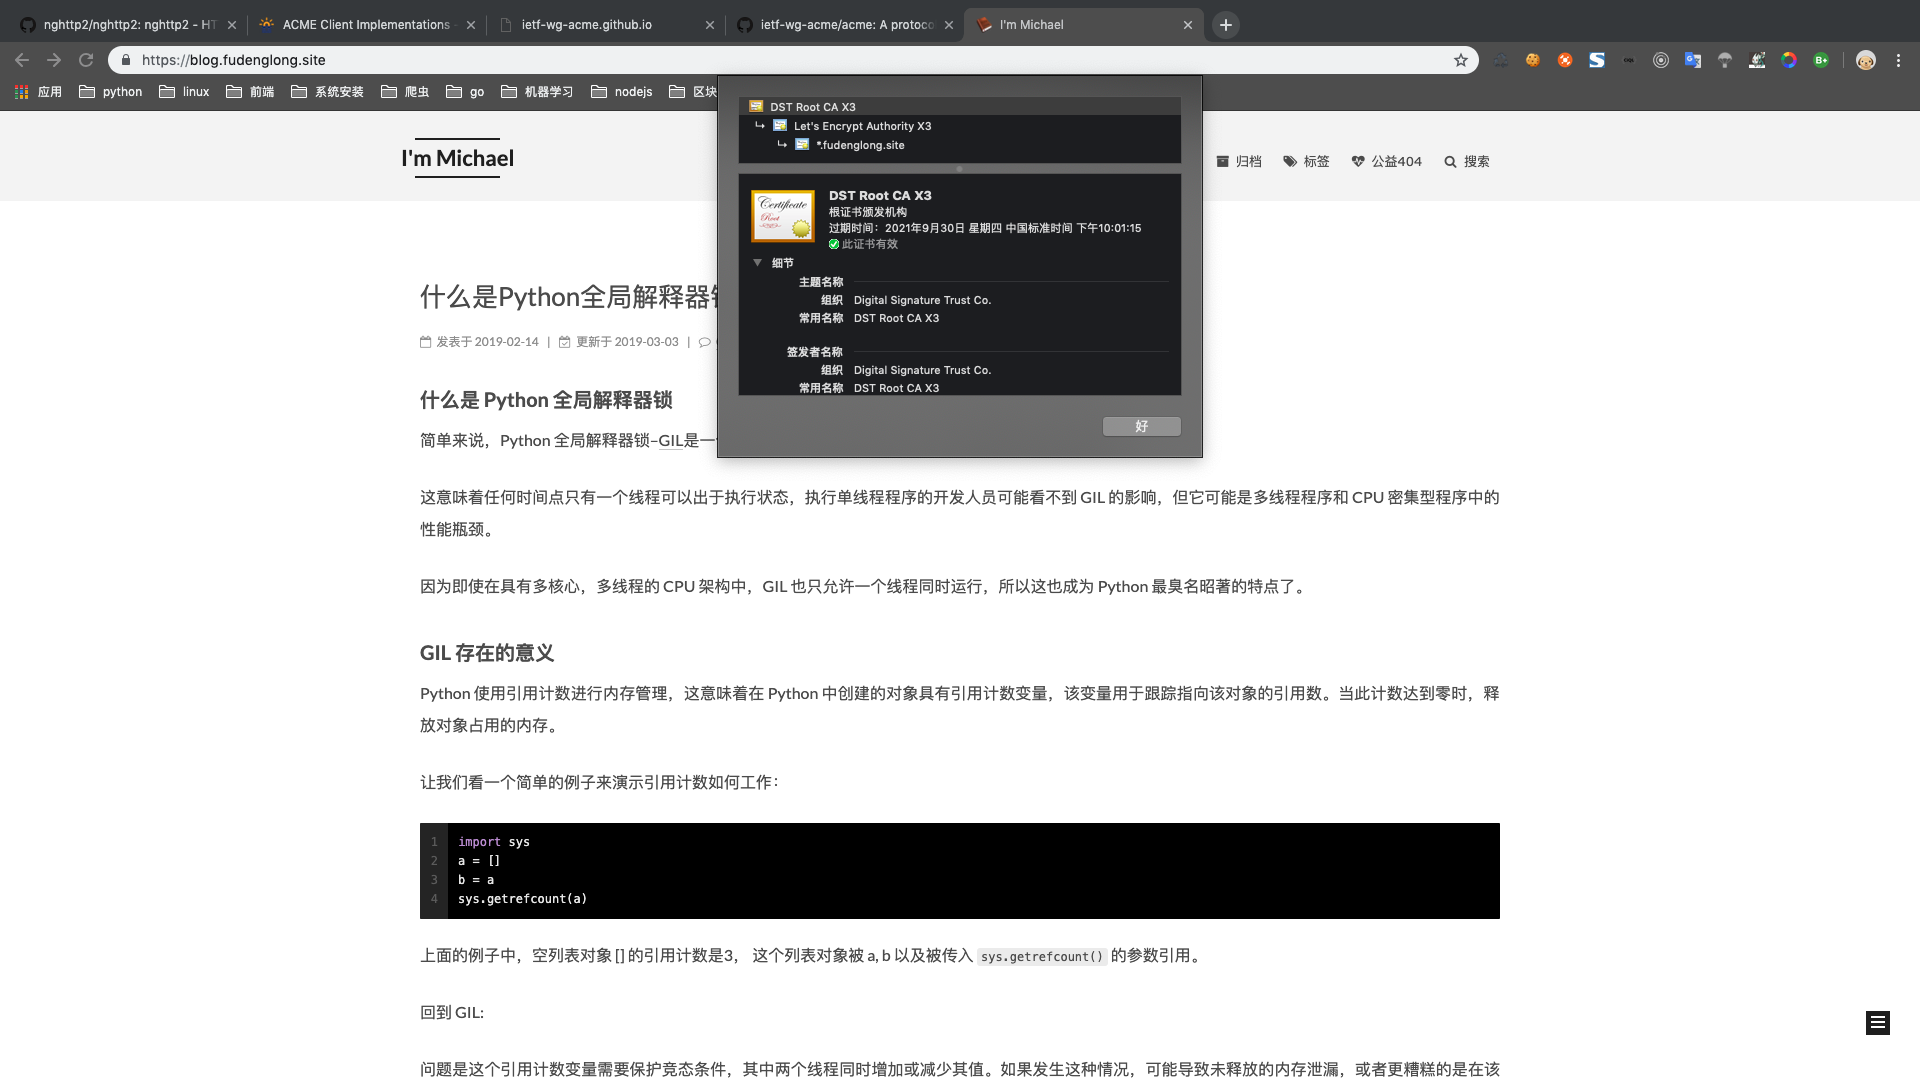 nghttp2/nghttp2: nghttp2 - HT
ACME Client Implementations
ietf-wg-acme.github.io
ietf-wg-acme/acme: A protoco
I'm Michael
https://blog.fudenglong.site
应用
python
linux
前端
系统安装
爬虫
go
机器学习
nodejs
区块
I'm Michael
归档
标签
公益404
搜索
DST Root CA X3
Let's Encrypt Authority X3
*.fudenglong.site
DST Root CA X3
根证书颁发机构
过期时间：2021年9月30日 星期四 中国标准时间 下午10:01:15
此证书有效
细节
主题名称
组织 Digital Signature Trust Co.
常用名称 DST Root CA X3
签发者名称
组织 Digital Signature Trust Co.
常用名称 DST Root CA X3
好
什么是Python全局解释器
发表于 2019-02-14 | 更新于 2019-03-03 |
什么是 Python 全局解释器锁
简单来说，Python 全局解释器锁–GIL是一
这意味着任何时间点只有一个线程可以出于执行状态，执行单线程程序的开发人员可能看不到 GIL 的影响，但它可能是多线程程序和 CPU 密集型程序中的
性能瓶颈。
因为即使在具有多核心，多线程的 CPU 架构中，GIL 也只允许一个线程同时运行，所以这也成为 Python 最臭名昭著的特点了。
GIL 存在的意义
Python 使用引用计数进行内存管理，这意味着在 Python 中创建的对象具有引用计数变量，该变量用于跟踪指向该对象的引用数。当此计数达到零时，释
放对象占用的内存。
让我们看一个简单的例子来演示引用计数如何工作：
1 import sys
2 a = []
3 b = a
4 sys.getrefcount(a)
上面的例子中，空列表对象 [] 的引用计数是3， 这个列表对象被 a, b 以及被传入 sys.getrefcount() 的参数引用。
回到 GIL:
问题是这个引用计数变量需要保护竞态条件，其中两个线程同时增加或减少其值。如果发生这种情况，可能导致未释放的内存泄漏，或者更糟糕的是在该